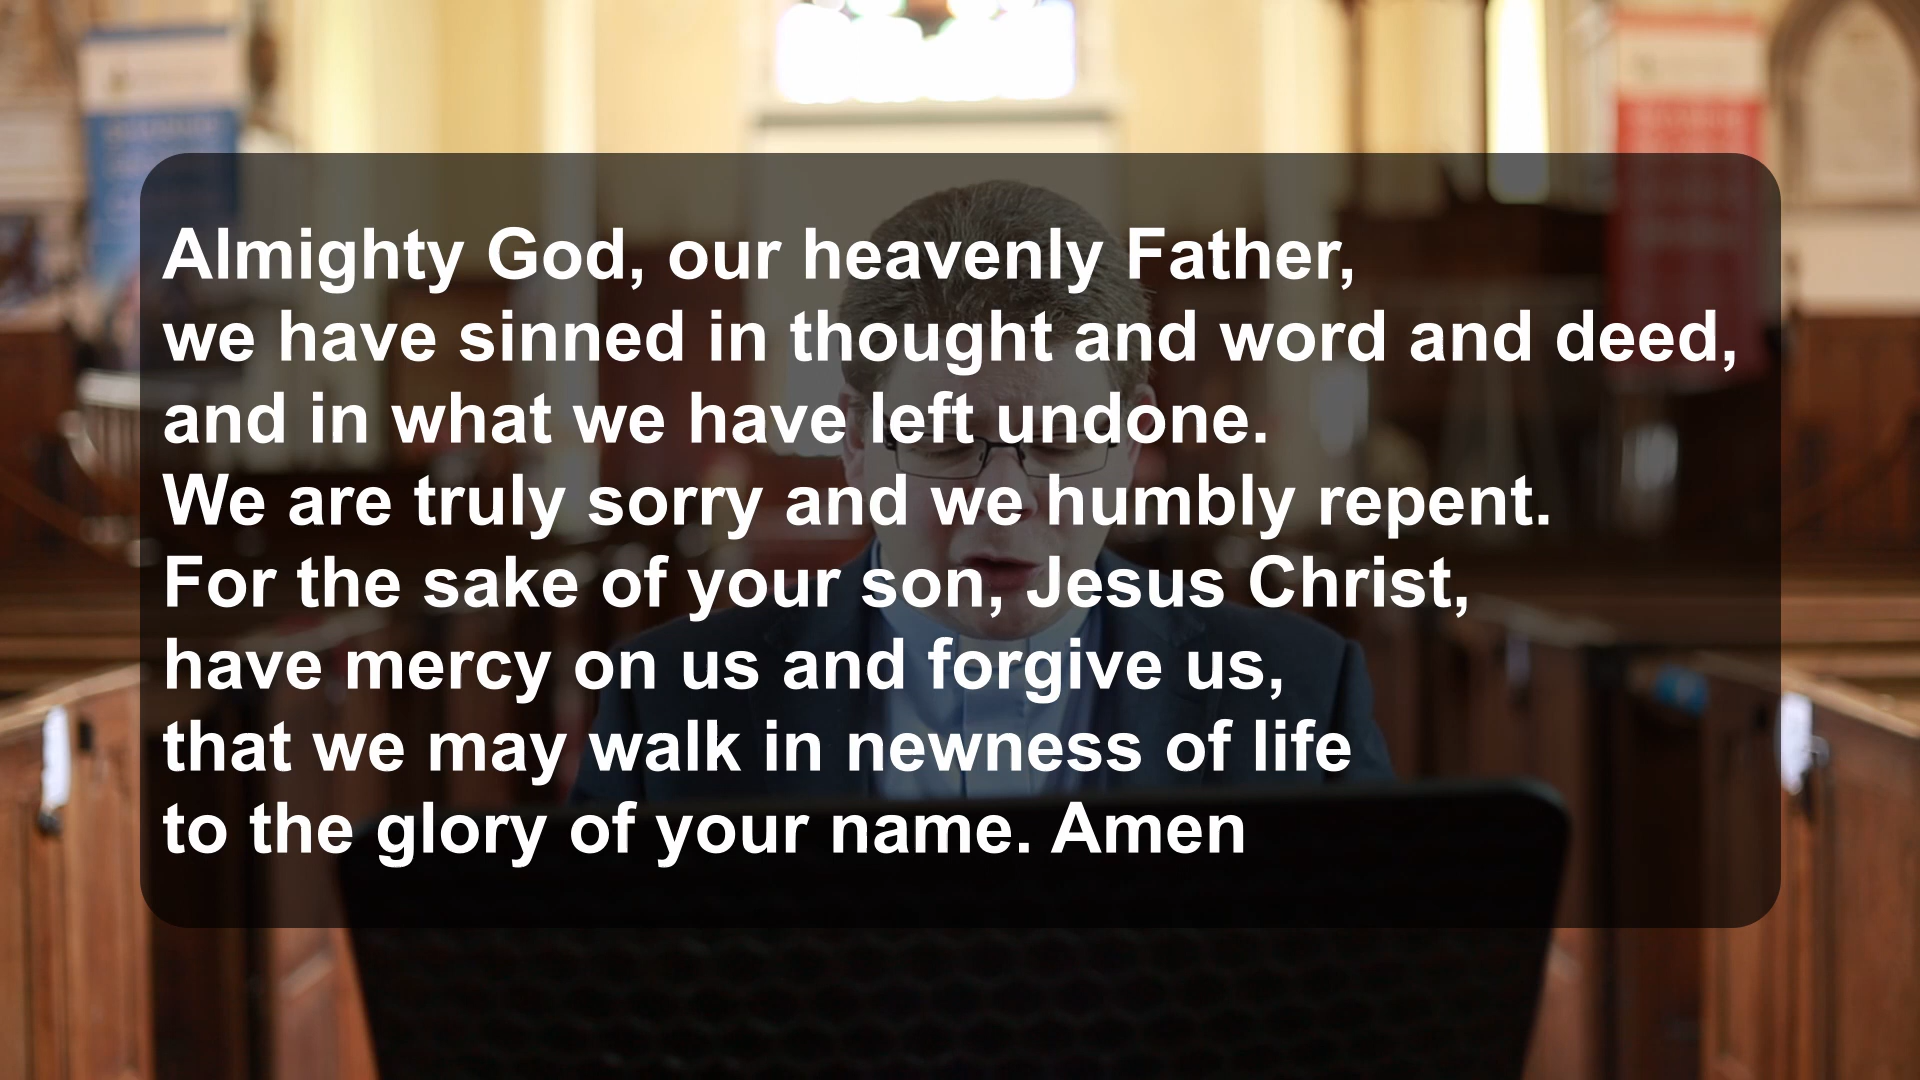 Almighty God, our heavenly Father,
we have sinned in thought and word and deed,
and in what we have left undone.
We are truly sorry and we humbly repent.
For the sake of your son, Jesus Christ,
have mercy on us and forgive us,
that we may walk in newness of life
to the glory of your name. Amen